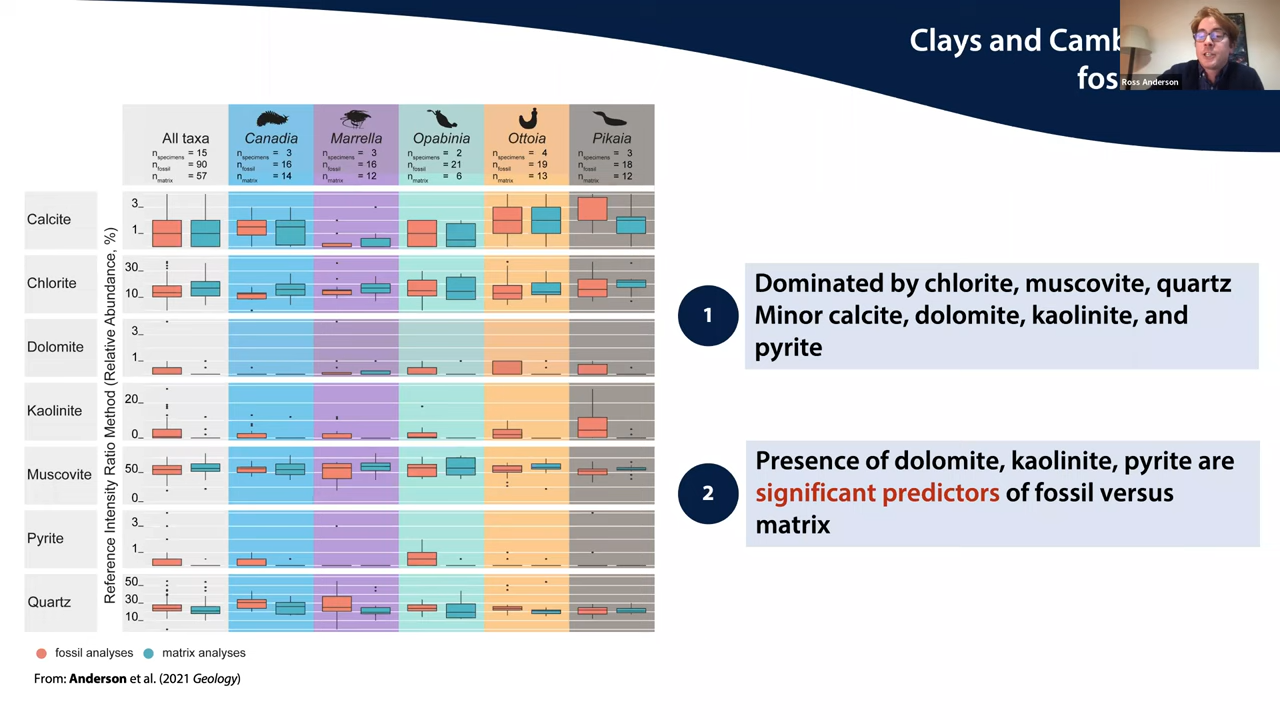 Clays and Camb
fos
Ross Anderson
All taxa
n specimens = 15
n fossil = 90
n matrix = 57
Canadia
n specimens = 3
n fossil = 16
n matrix = 14
Marrella
n specimens = 3
n fossil = 16
n matrix = 12
Opabinia
n specimens = 2
n fossil = 21
n matrix = 6
Ottoia
n specimens = 4
n fossil = 19
n matrix = 13
Pikaia
n specimens = 3
n fossil = 18
n matrix = 12
Reference Intensity Ratio Method (Relative Abundance, %)
Calcite
3
1
Chlorite
30
10
Dolomite
3
1
Kaolinite
20
0
Muscovite
50
0
Pyrite
3
1
Quartz
50
30
10
fossil analyses
matrix analyses
From: Anderson et al. (2021 Geology)
1
Dominated by chlorite, muscovite, quartz
Minor calcite, dolomite, kaolinite, and
pyrite
2
Presence of dolomite, kaolinite, pyrite are
significant predictors of fossil versus
matrix